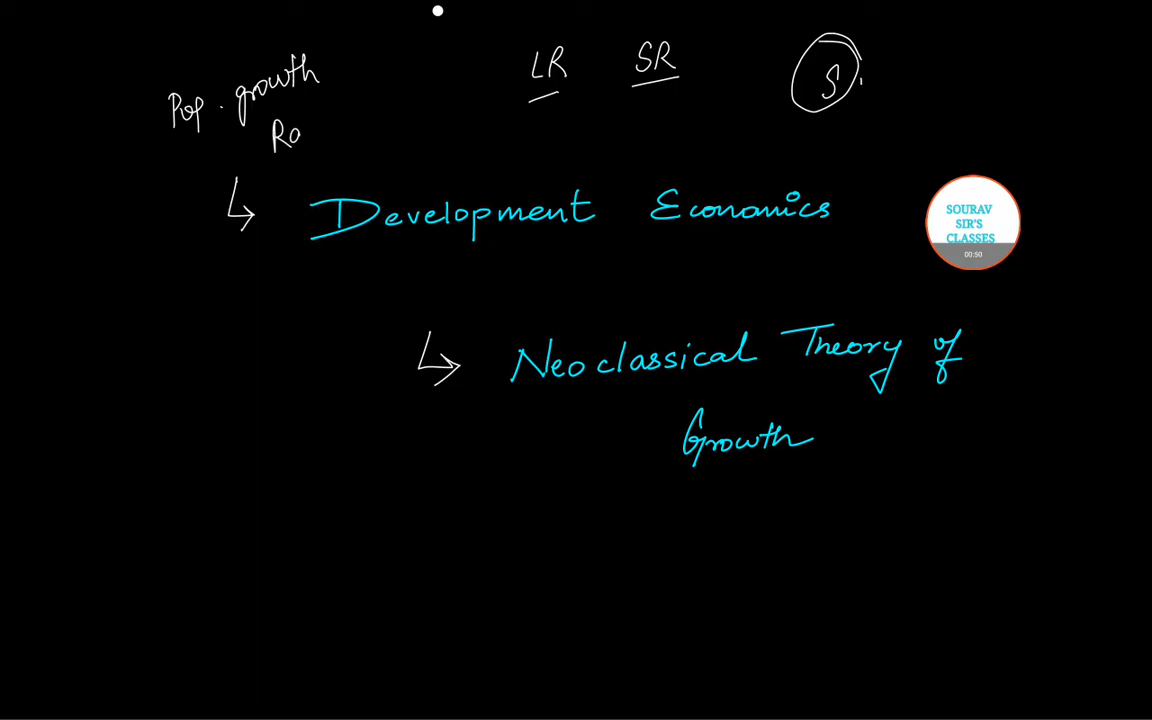 LR SR S
Pop. growth
Ro
Development Economics
SOURAV
SIR'S
CLASSES
00:50
Neoclassical Theory of
Growth